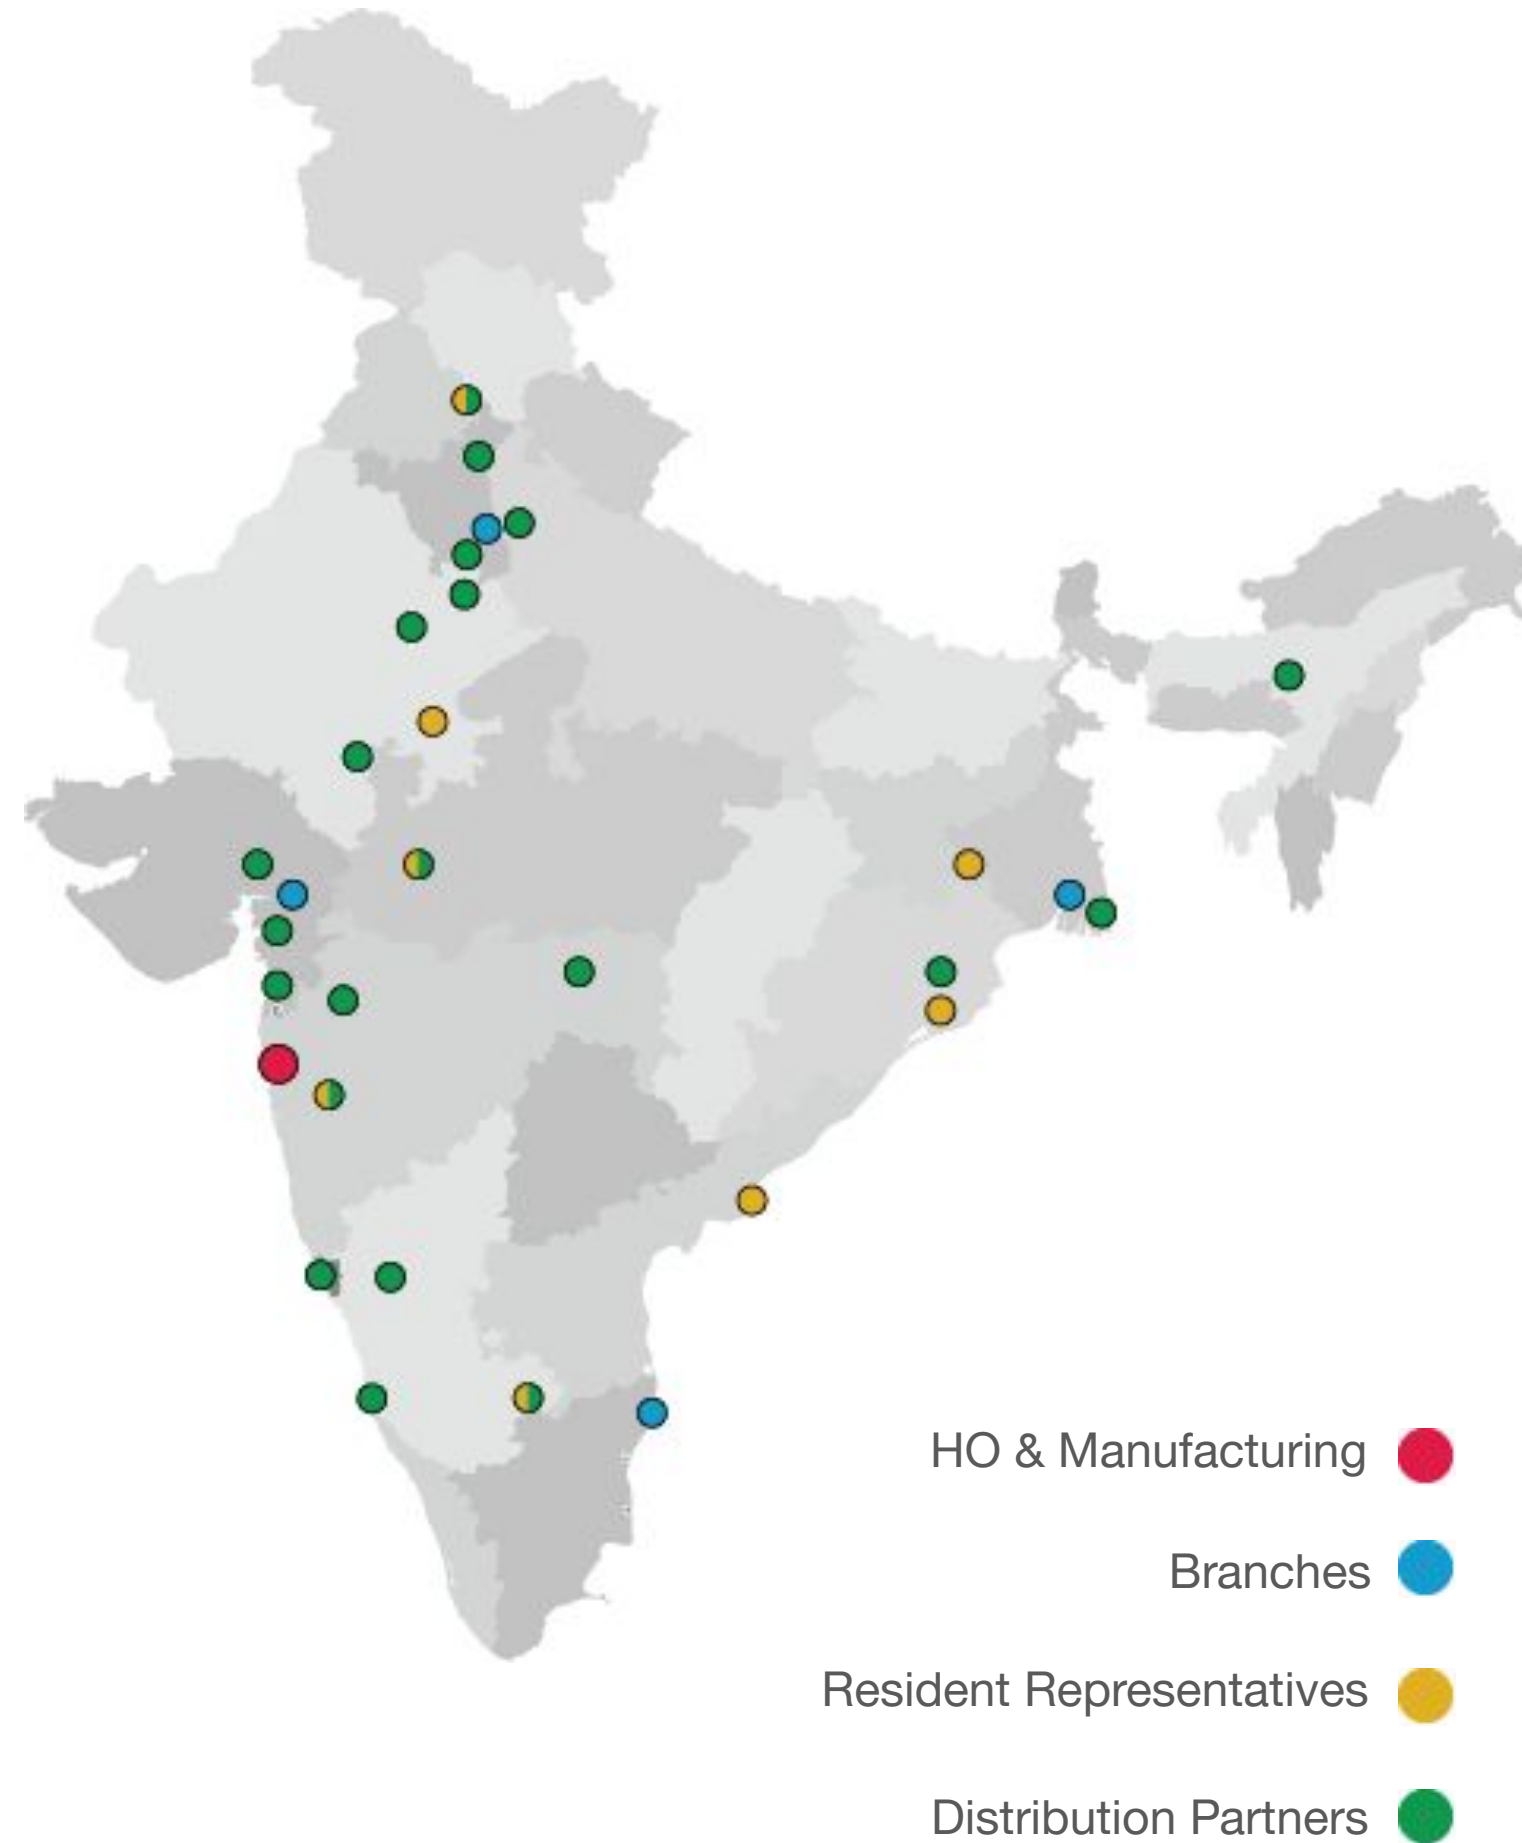 HO & Manufacturing
Branches
Resident Representatives
Distribution Partners